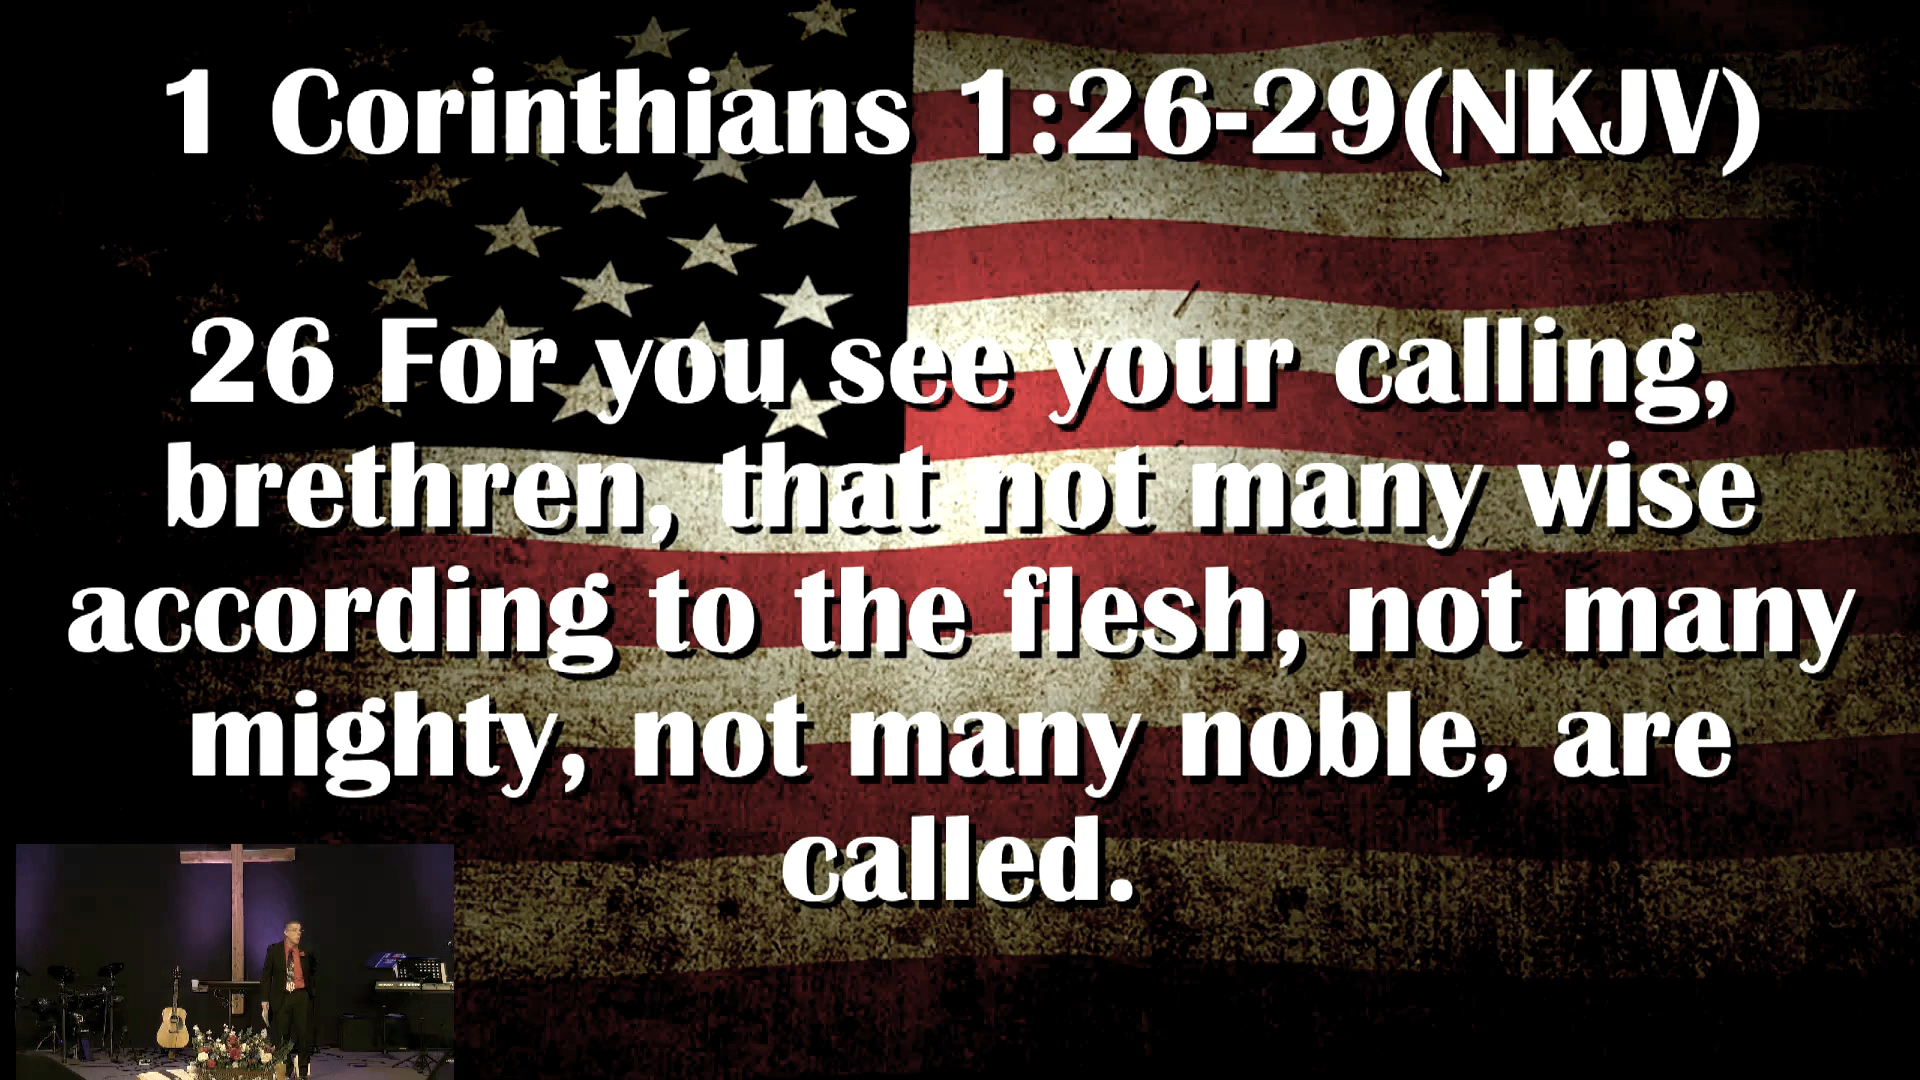 1 Corinthians 1:26-29(NKJV)
26 For you see your calling,
brethren, that not many wise
according to the flesh, not many
mighty, not many noble, are
called.